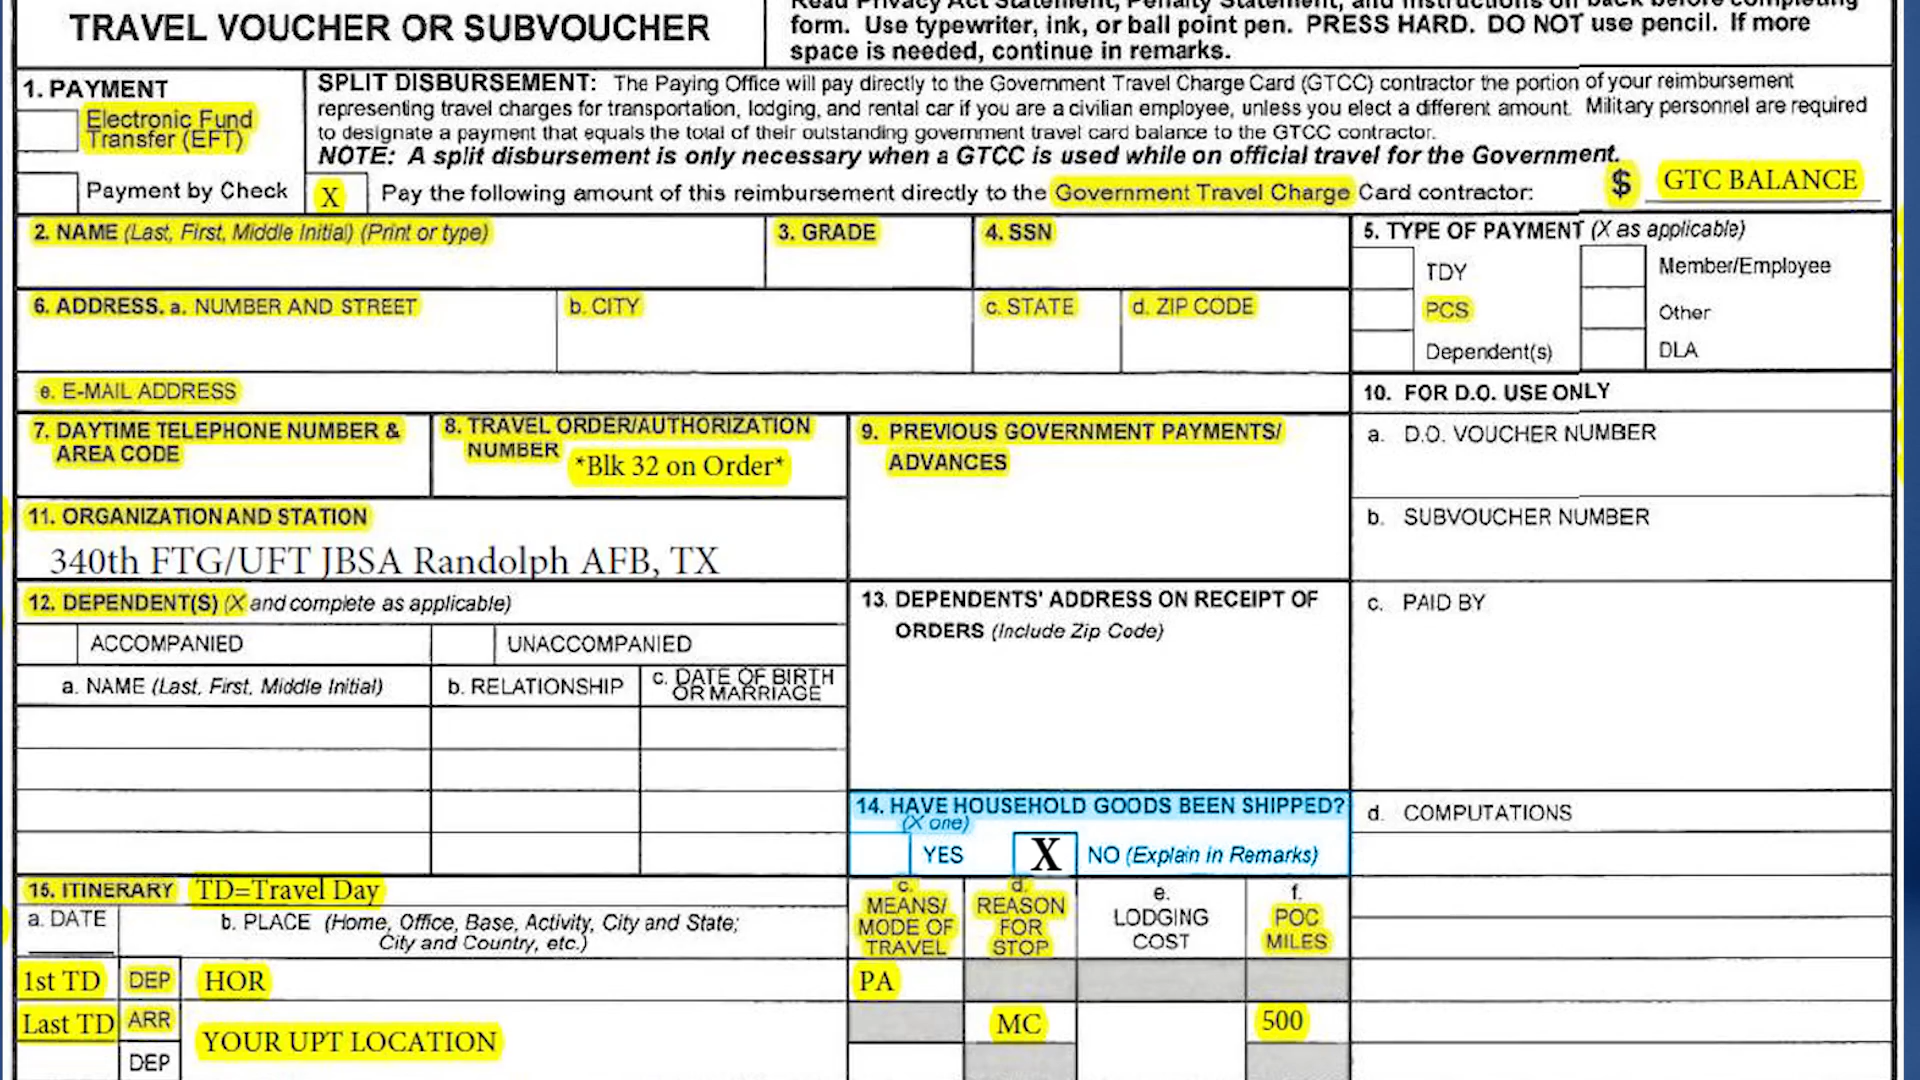 TRAVEL VOUCHER OR SUBVOUCHER
Read Privacy Act Statement, Penalty Statement, and Instructions on back before completing
form. Use typewriter, ink, or ball point pen. PRESS HARD. DO NOT use pencil. If more
space is needed, continue in remarks.
1. PAYMENT
Electronic Fund
Transfer (EFT)
Payment by Check
SPLIT DISBURSEMENT: The Paying Office will pay directly to the Government Travel Charge Card (GTCC) contractor the portion of your reimbursement
representing travel charges for transportation, lodging, and rental car if you are a civilian employee, unless you elect a different amount. Military personnel are required
to designate a payment that equals the total of their outstanding government travel card balance to the GTCC contractor.
NOTE: A split disbursement is only necessary when a GTCC is used while on official travel for the Government.
X Pay the following amount of this reimbursement directly to the Government Travel Charge Card contractor: $ GTC BALANCE
2. NAME (Last, First, Middle Initial) (Print or type)
3. GRADE
4. SSN
5. TYPE OF PAYMENT (X as applicable)
TDY
Member/Employee
PCS
Other
Dependent(s)
DLA
6. ADDRESS. a. NUMBER AND STREET
b. CITY
c. STATE
d. ZIP CODE
e. E-MAIL ADDRESS
10. FOR D.O. USE ONLY
7. DAYTIME TELEPHONE NUMBER &
AREA CODE
8. TRAVEL ORDER/AUTHORIZATION
NUMBER
*Blk 32 on Order*
9. PREVIOUS GOVERNMENT PAYMENTS/
ADVANCES
a. D.O. VOUCHER NUMBER
11. ORGANIZATION AND STATION
340th FTG/UFT JBSA Randolph AFB, TX
b. SUBVOUCHER NUMBER
12. DEPENDENT(S) (X and complete as applicable)
ACCOMPANIED
UNACCOMPANIED
a. NAME (Last, First, Middle Initial)
b. RELATIONSHIP
c. DATE OF BIRTH
OR MARRIAGE
13. DEPENDENTS' ADDRESS ON RECEIPT OF
ORDERS (Include Zip Code)
c. PAID BY
14. HAVE HOUSEHOLD GOODS BEEN SHIPPED?
(X one)
YES
X NO (Explain in Remarks)
d. COMPUTATIONS
15. ITINERARY TD=Travel Day
a. DATE
b. PLACE (Home, Office, Base, Activity, City and State;
City and Country, etc.)
c.
MEANS/
MODE OF
TRAVEL
d.
REASON
FOR
STOP
e.
LODGING
COST
f.
POC
MILES
1st TD DEP HOR PA
Last TD ARR YOUR UPT LOCATION MC 500
DEP